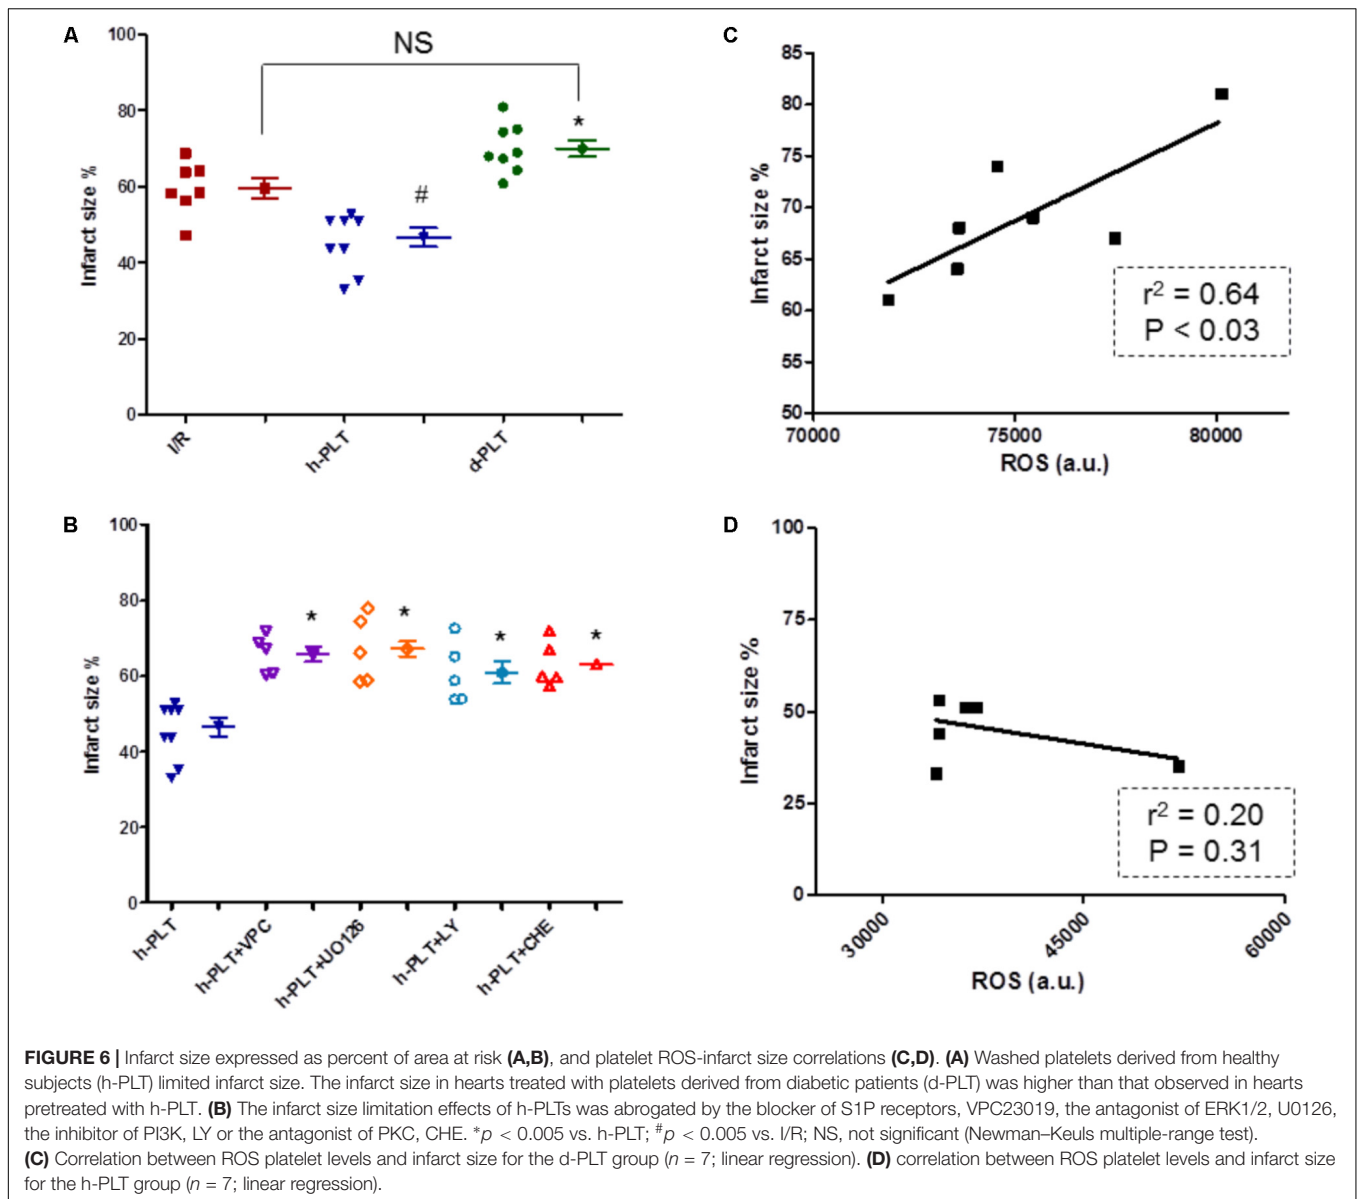 A
100
80
60
40
20
0
Infarct size %
NS
#
*
I/R
h-PLT
d-PLT
C
85
80
75
70
65
60
55
50
Infarct size %
r² = 0.64
P < 0.03
70000
75000
80000
ROS (a.u.)
B
100
80
60
40
20
0
Infarct size %
*
*
*
*
h-PLT
h-PLT+VPC
h-PLT+UO126
h-PLT+LY
h-PLT+CHE
D
100
75
50
25
0
Infarct size %
r² = 0.20
P = 0.31
30000
45000
60000
ROS (a.u.)
FIGURE 6 | Infarct size expressed as percent of area at risk (A,B), and platelet ROS-infarct size correlations (C,D). (A) Washed platelets derived from healthy
subjects (h-PLT) limited infarct size. The infarct size in hearts treated with platelets derived from diabetic patients (d-PLT) was higher than that observed in hearts
pretreated with h-PLT. (B) The infarct size limitation effects of h-PLTs was abrogated by the blocker of S1P receptors, VPC23019, the antagonist of ERK1/2, U0126,
the inhibitor of PI3K, LY or the antagonist of PKC, CHE. *p < 0.005 vs. h-PLT; #p < 0.005 vs. I/R; NS, not significant (Newman–Keuls multiple-range test).
(C) Correlation between ROS platelet levels and infarct size for the d-PLT group (n = 7; linear regression). (D) correlation between ROS platelet levels and infarct size
for the h-PLT group (n = 7; linear regression).